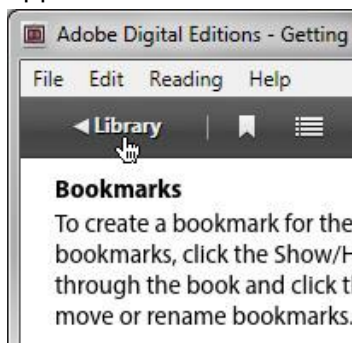 Adobe Digital Editions - Getting
File Edit Reading Help
Library
Bookmarks
To create a bookmark for the
bookmarks, click the Show/H
through the book and click t
move or rename bookmarks.